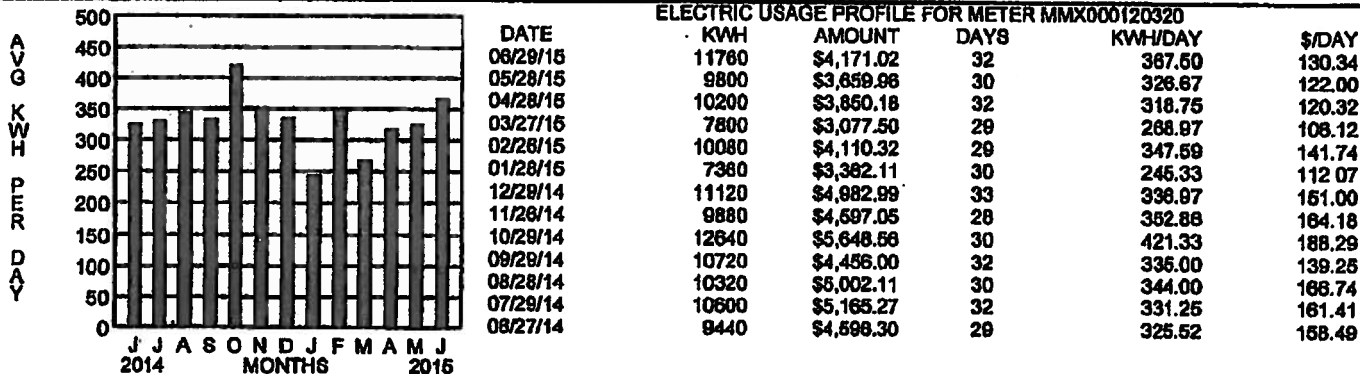 ELECTRIC USAGE PROFILE FOR METER MMX000120320
DATE KWH AMOUNT DAYS KWH/DAY $/DAY
06/29/15 11760 $4,171.02 32 367.50 130.34
05/28/15 9800 $3,659.96 30 326.67 122.00
04/28/15 10200 $3,850.18 32 318.75 120.32
03/27/15 7800 $3,077.50 29 268.97 106.12
02/26/15 10080 $4,110.32 29 347.59 141.74
01/28/15 7360 $3,362.11 30 245.33 112 07
12/29/14 11120 $4,982.99 33 336.97 151.00
11/26/14 9880 $4,597.05 28 352.86 164.18
10/29/14 12640 $5,648.56 30 421.33 188.29
09/29/14 10720 $4,456.00 32 335.00 139.25
08/28/14 10320 $5,002.11 30 344.00 166.74
07/29/14 10600 $5,165.27 32 331.25 161.41
06/27/14 9440 $4,596.30 29 325.52 158.49
AVG KWH PER DAY
500
450
400
350
300
250
200
150
100
50
0
J J A S O N D J F M A M J
2014 MONTHS 2015